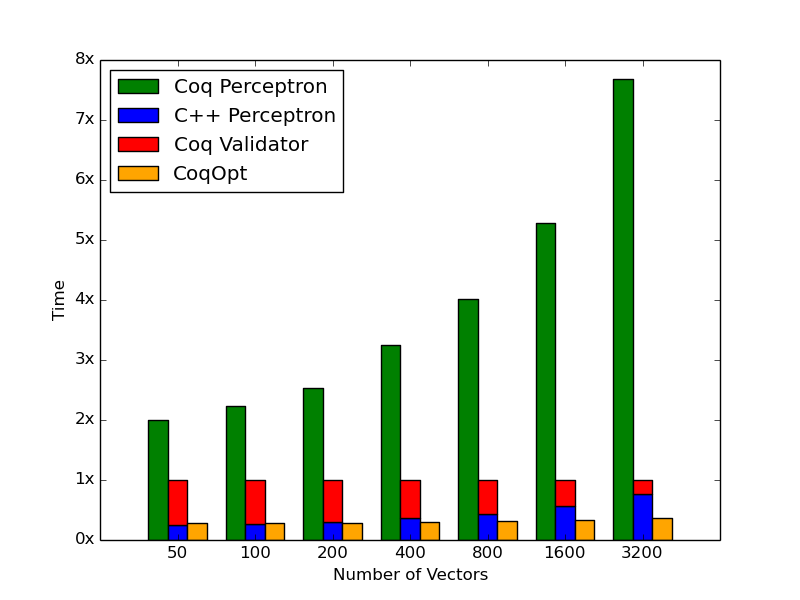 8x
7x
6x
5x
4x
3x
2x
1x
0x
Time
Coq Perceptron
C++ Perceptron
Coq Validator
CoqOpt
50 100 200 400 800 1600 3200
Number of Vectors